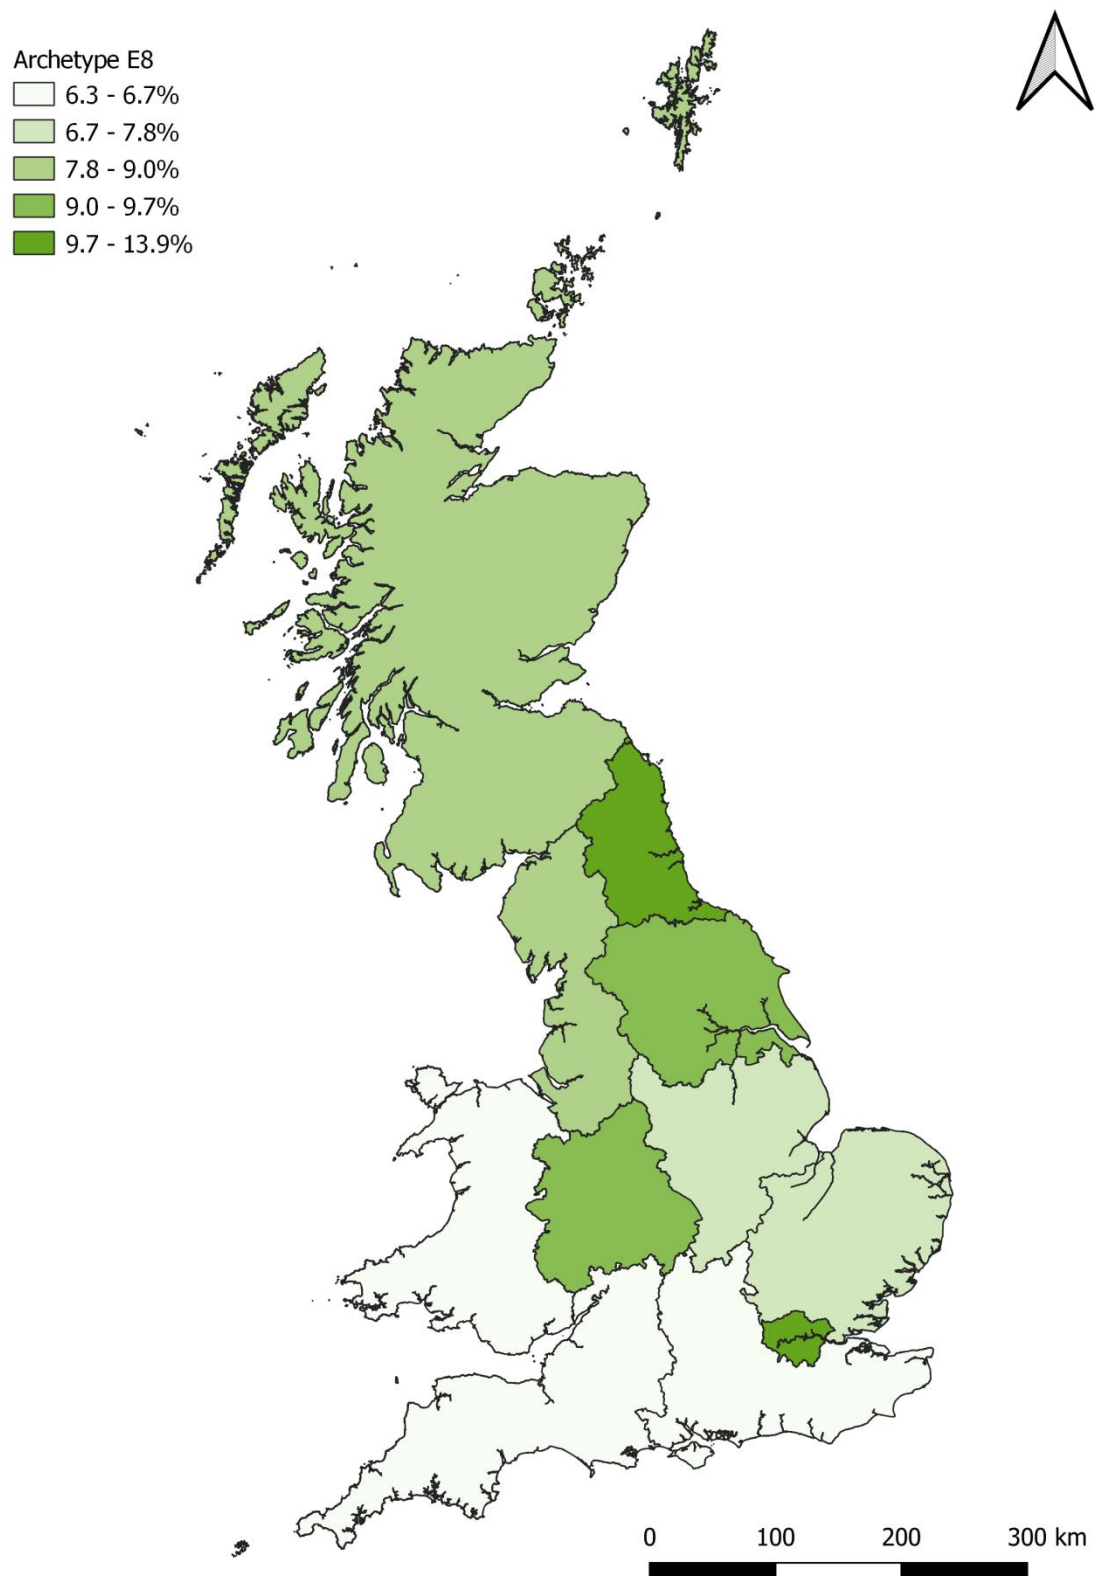 Archetype E8
6.3 - 6.7%
6.7 - 7.8%
7.8 - 9.0%
9.0 - 9.7%
9.7 - 13.9%
0 100 200 300 km